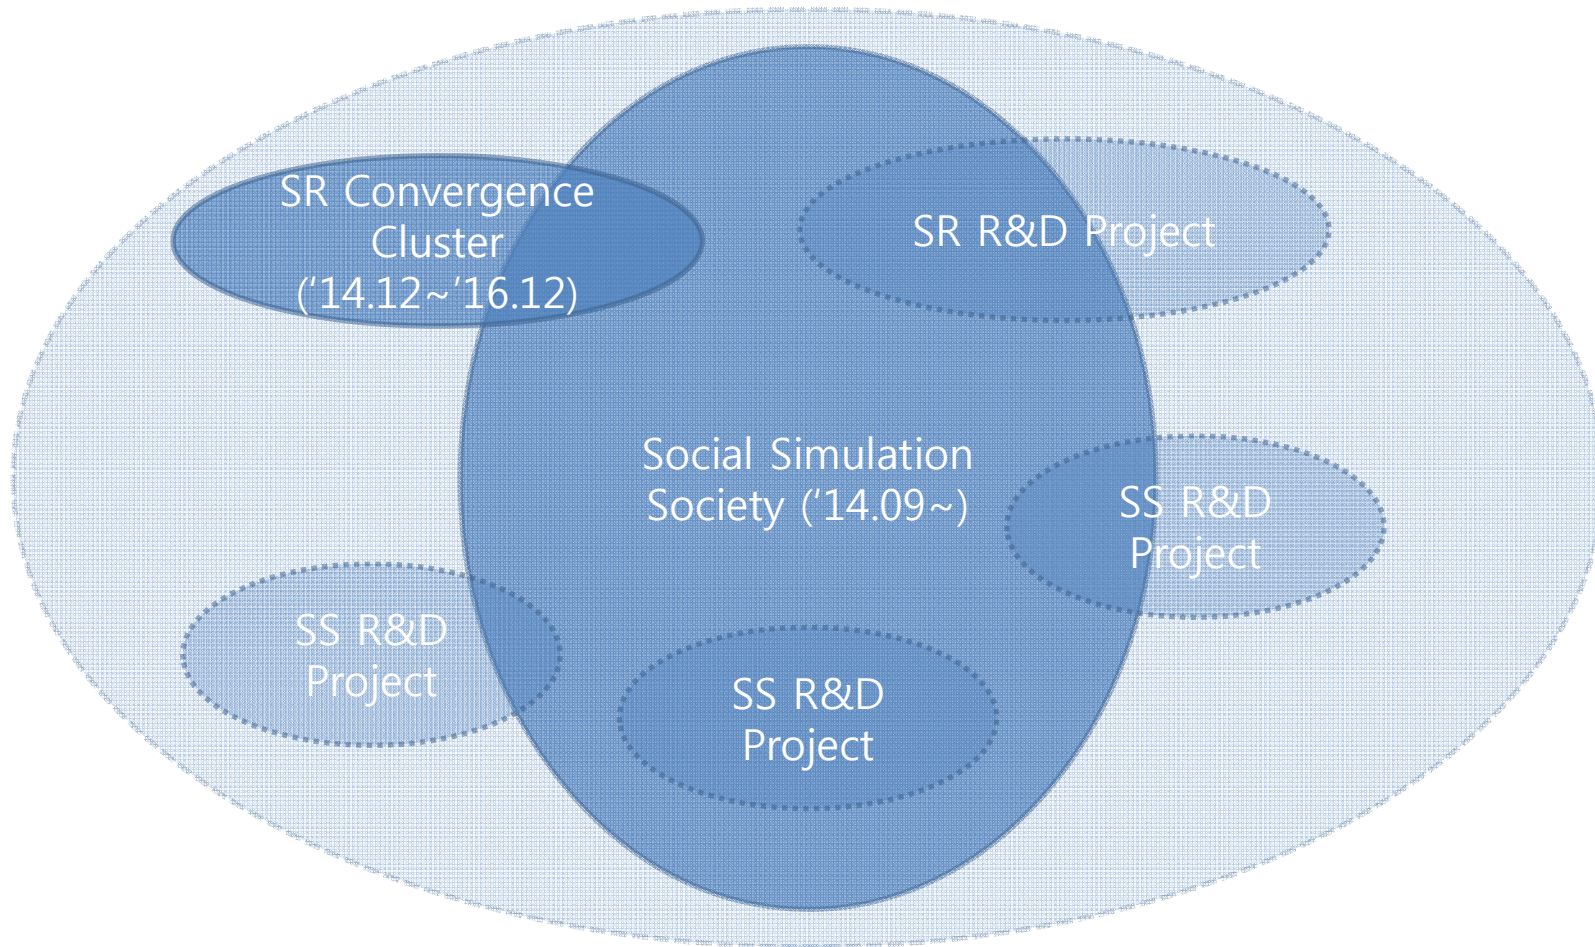 SR Convergence
Cluster
(‘14.12~’16.12)
SR R&D Project
Social Simulation
Society (‘14.09~)
SS R&D
Project
SS R&D
Project
SS R&D
Project